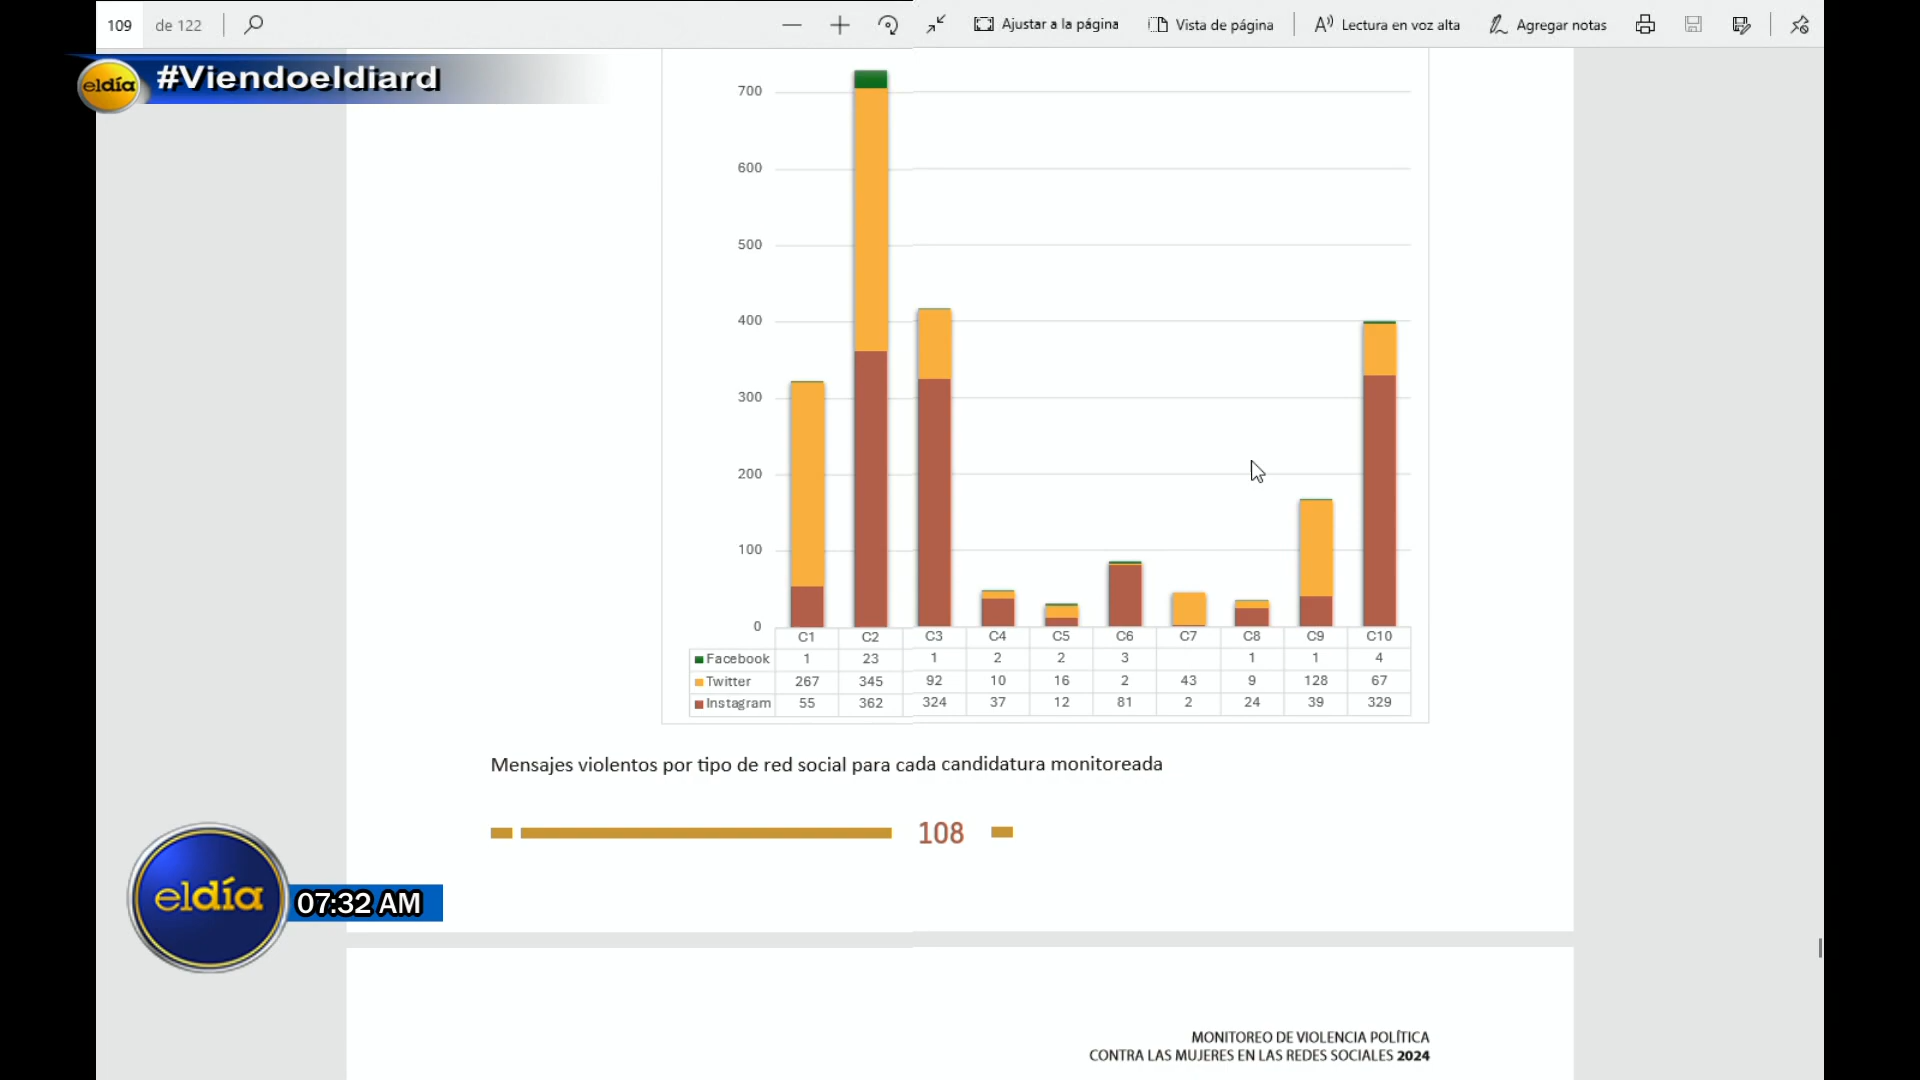 109 de 122 Ajustar a la página Vista de página Lectura en voz alta Agregar notas
eldía #Viendoeldiard
700
600
500
400
300
200
100
0
C1 C2 C3 C4 C5 C6 C7 C8 C9 C10
Facebook 1 23 1 2 2 3 1 1 4
Twitter 267 345 92 10 16 2 43 9 128 67
Instagram 55 362 324 37 12 81 2 24 39 329
Mensajes violentos por tipo de red social para cada candidatura monitoreada
108
eldía 07:32 AM
MONITOREO DE VIOLENCIA POLÍTICA
CONTRA LAS MUJERES EN LAS REDES SOCIALES 2024